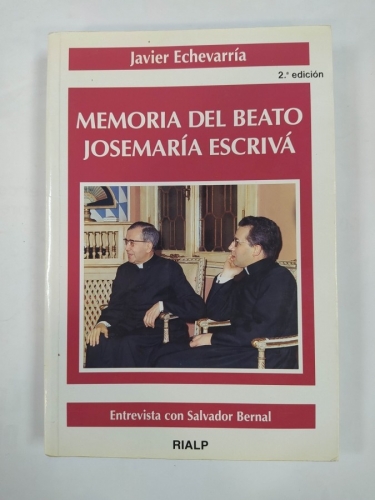 Javier Echevarría
2.ª edición
MEMORIA DEL BEATO
JOSEMARÍA ESCRIVÁ
Entrevista con Salvador Bernal
RIALP